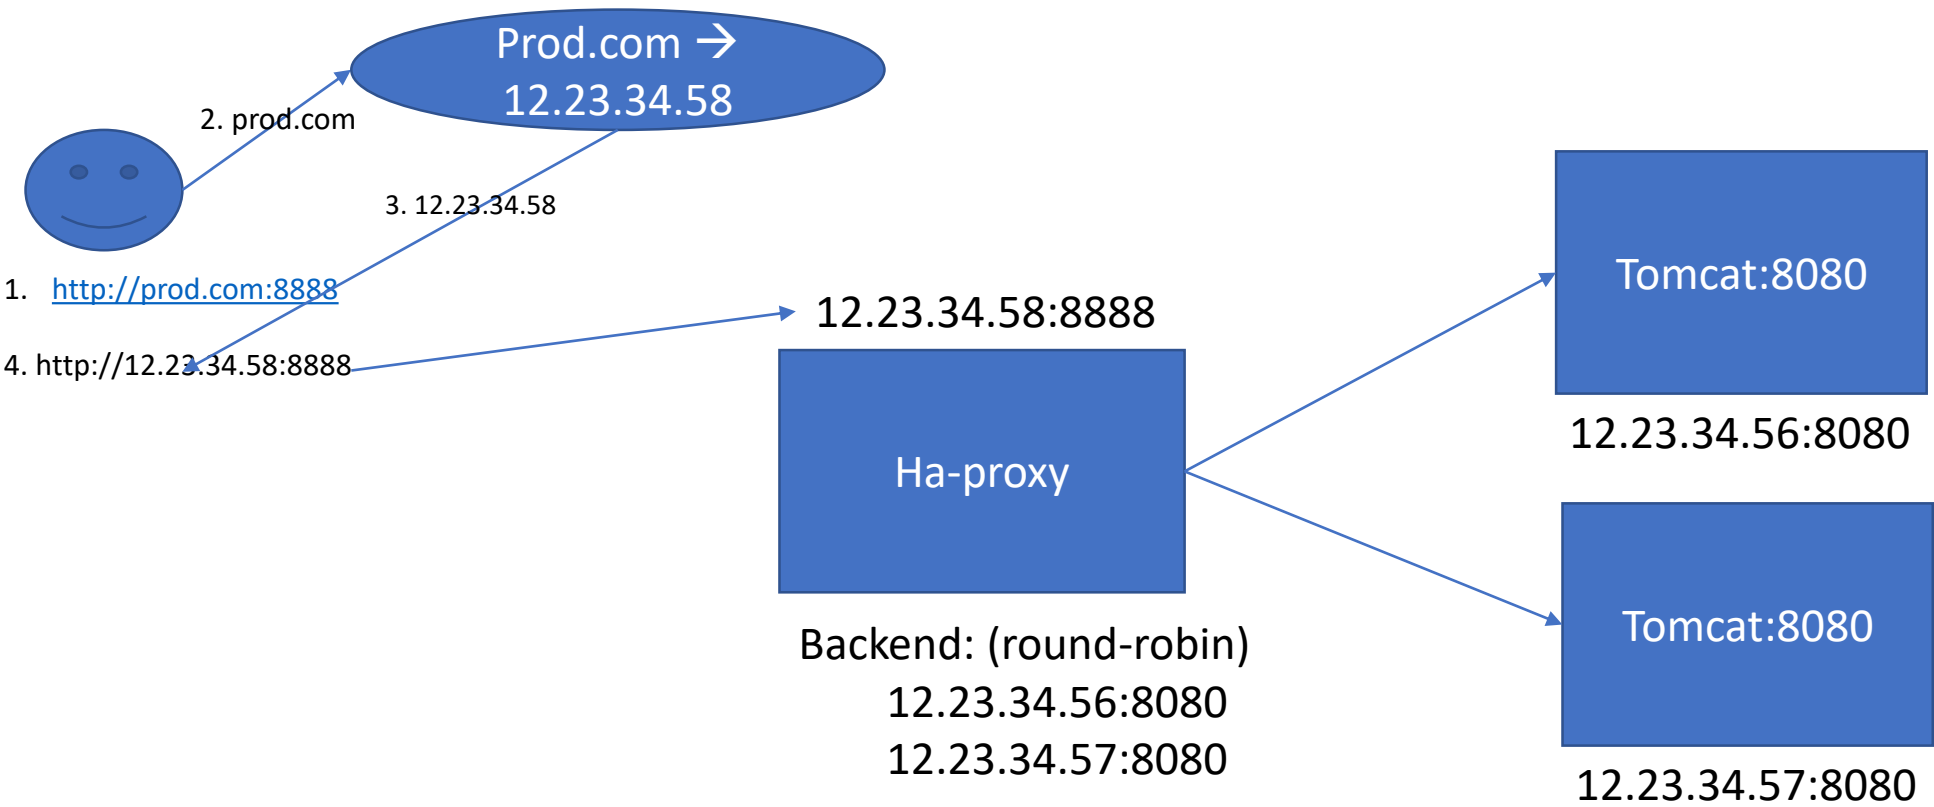 Prod.com →
12.23.34.58
2. prod.com
3. 12.23.34.58
1. http://prod.com:8888
4. http://12.23.34.58:8888
12.23.34.58:8888
Ha-proxy
Backend: (round-robin)
12.23.34.56:8080
12.23.34.57:8080
Tomcat:8080
12.23.34.56:8080
Tomcat:8080
12.23.34.57:8080